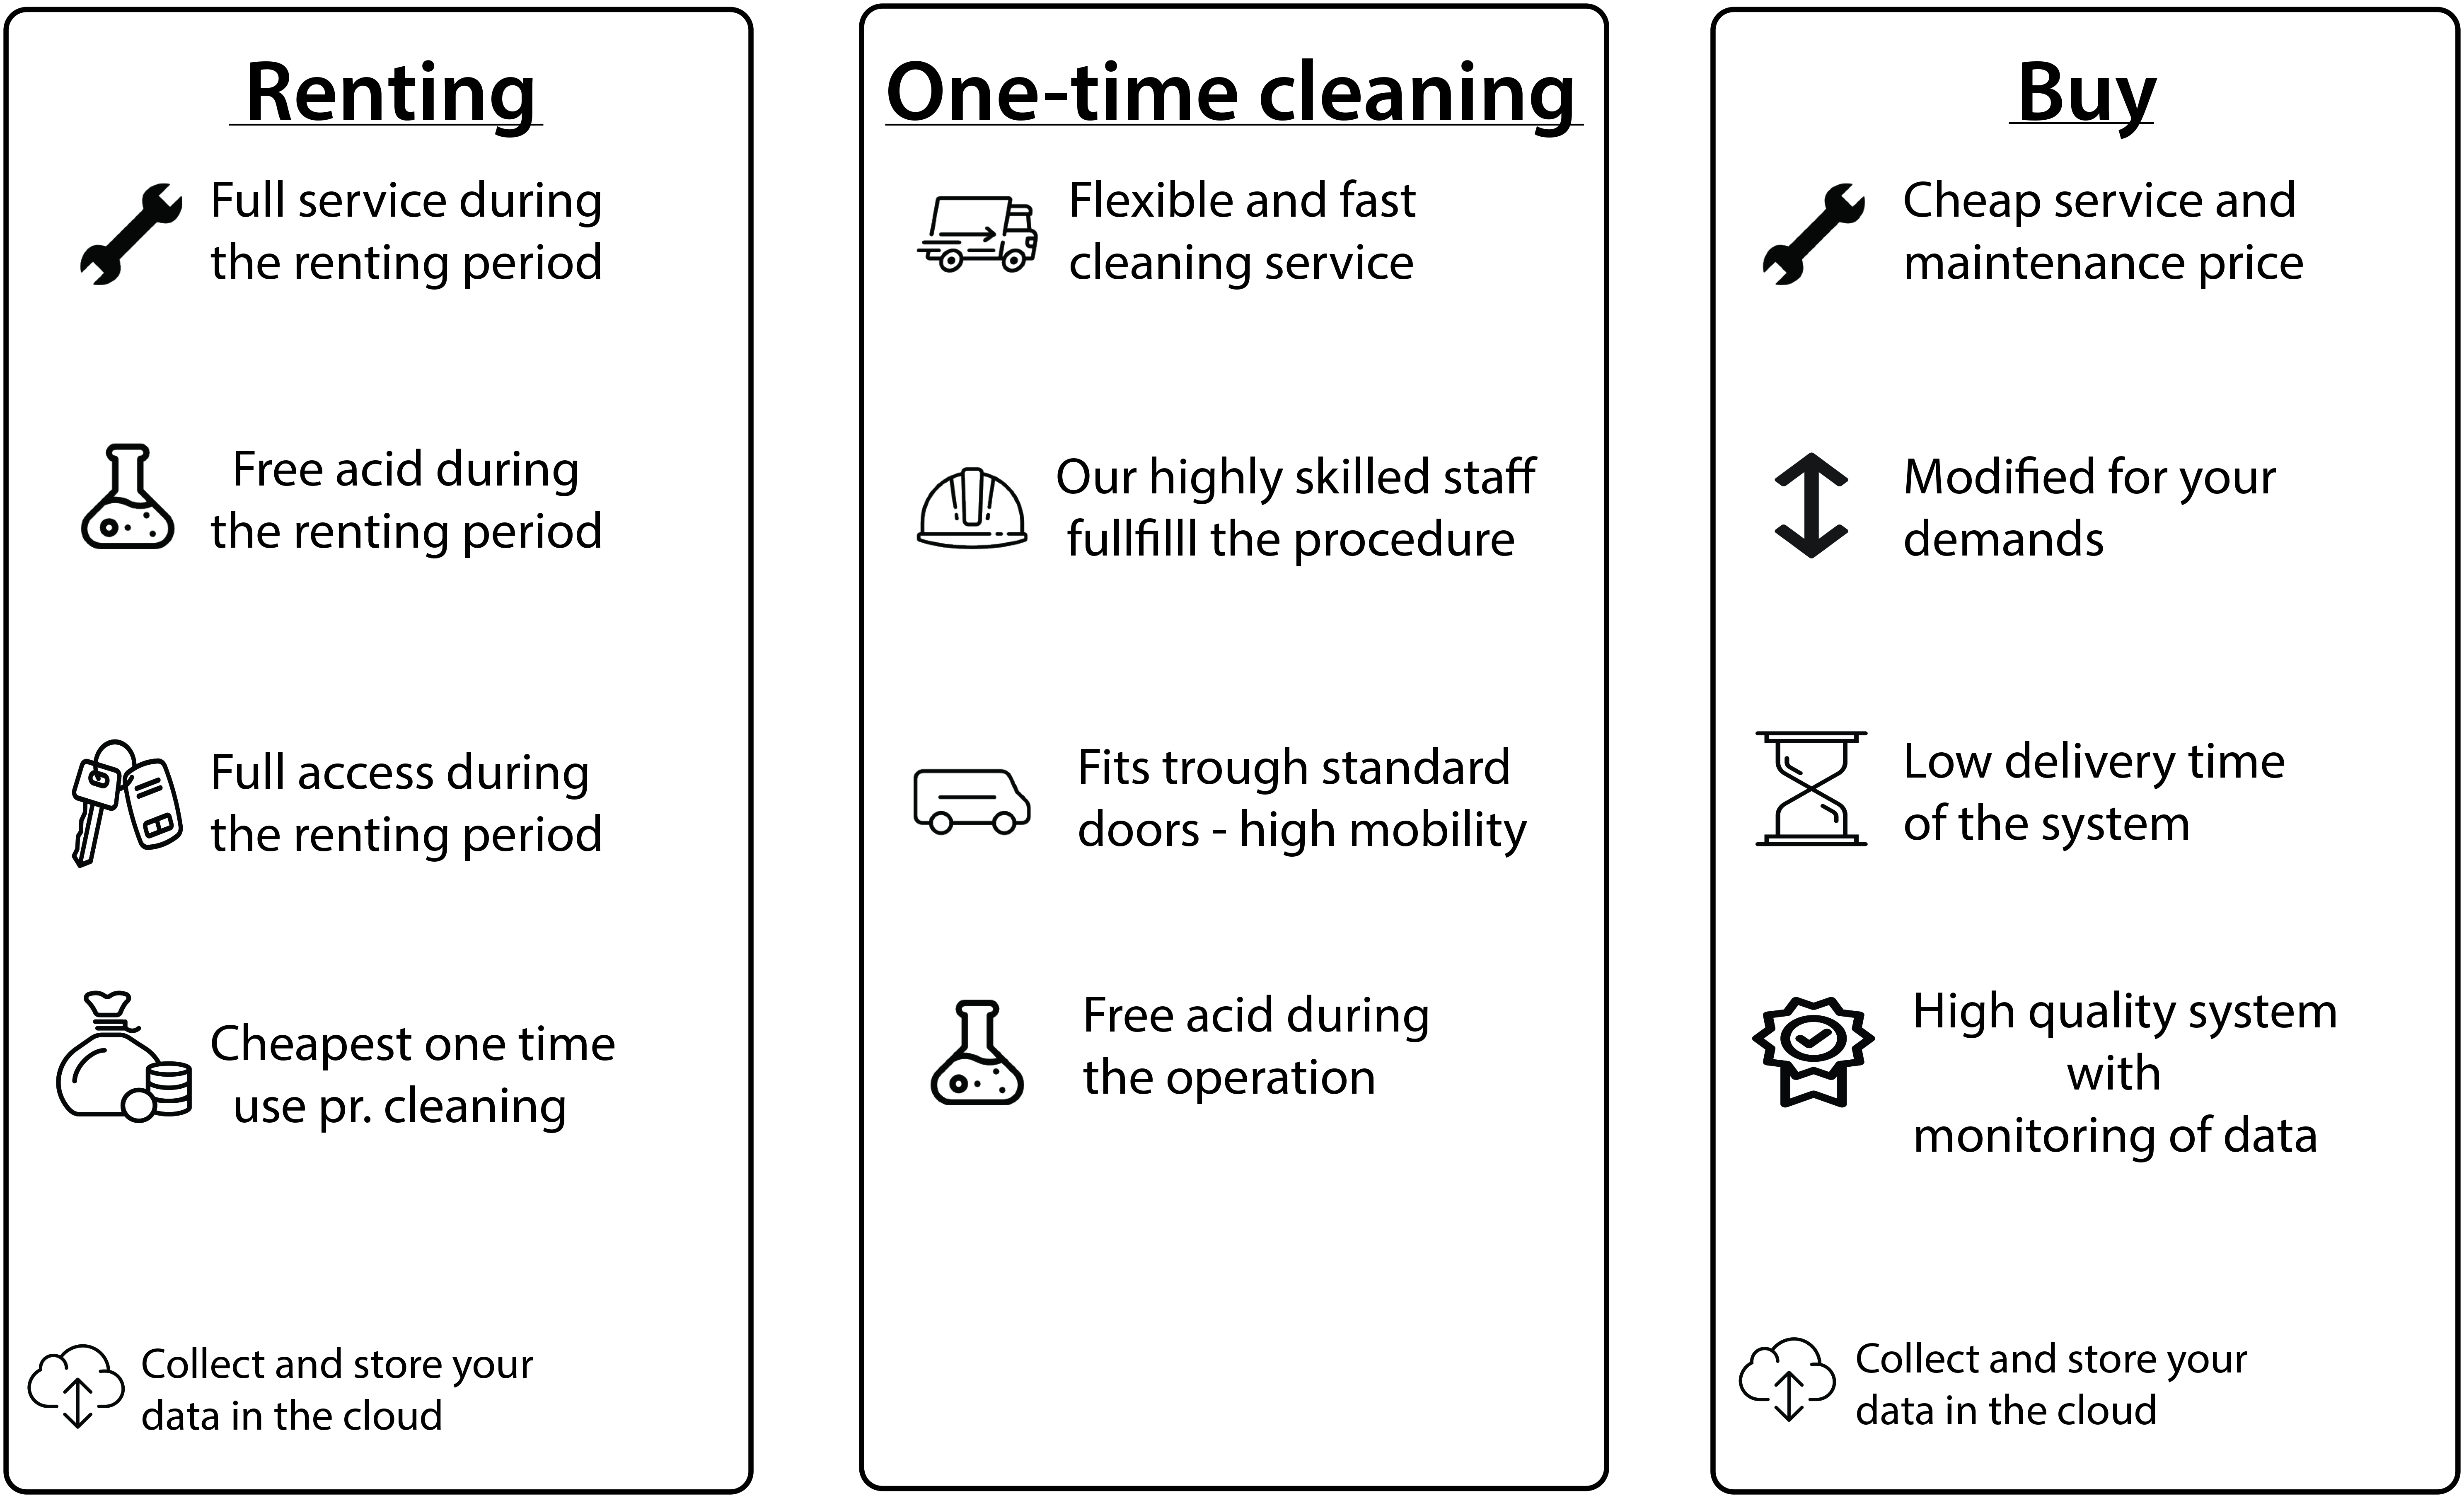 Renting
Full service during
the renting period
Free acid during
the renting period
Full access during
the renting period
Cheapest one time
use pr. cleaning
Collect and store your
data in the cloud
One-time cleaning
Flexible and fast
cleaning service
Our highly skilled staff
fullfilll the procedure
Fits trough standard
doors - high mobility
Free acid during
the operation
Buy
Cheap service and
maintenance price
Modified for your
demands
Low delivery time
of the system
High quality system
with
monitoring of data
Collect and store your
data in the cloud